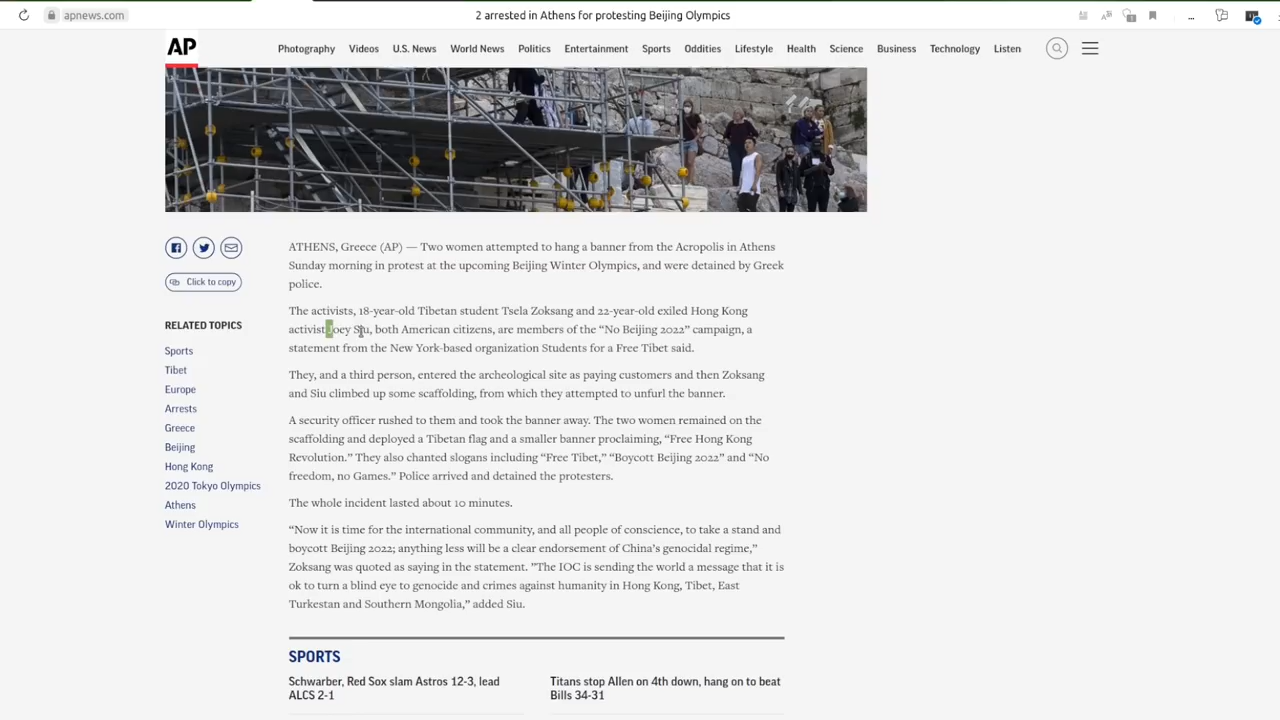 apnews.com
2 arrested in Athens for protesting Beijing Olympics
AP
Photography Videos U.S. News World News Politics Entertainment Sports Oddities Lifestyle Health Science Business Technology Listen
ATHENS, Greece (AP) — Two women attempted to hang a banner from the Acropolis in Athens
Sunday morning in protest at the upcoming Beijing Winter Olympics, and were detained by Greek
police.
Click to copy
The activists, 18-year-old Tibetan student Tsela Zoksang and 22-year-old exiled Hong Kong
activist Joey Siu, both American citizens, are members of the “No Beijing 2022” campaign, a
statement from the New York-based organization Students for a Free Tibet said.
They, and a third person, entered the archeological site as paying customers and then Zoksang
and Siu climbed up some scaffolding, from which they attempted to unfurl the banner.
A security officer rushed to them and took the banner away. The two women remained on the
scaffolding and deployed a Tibetan flag and a smaller banner proclaiming, “Free Hong Kong
Revolution.” They also chanted slogans including “Free Tibet,” “Boycott Beijing 2022” and “No
freedom, no Games.” Police arrived and detained the protesters.
The whole incident lasted about 10 minutes.
“Now it is time for the international community, and all people of conscience, to take a stand and
boycott Beijing 2022; anything less will be a clear endorsement of China’s genocidal regime,”
Zoksang was quoted as saying in the statement. ”The IOC is sending the world a message that it is
ok to turn a blind eye to genocide and crimes against humanity in Hong Kong, Tibet, East
Turkestan and Southern Mongolia,” added Siu.
RELATED TOPICS
Sports
Tibet
Europe
Arrests
Greece
Beijing
Hong Kong
2020 Tokyo Olympics
Athens
Winter Olympics
SPORTS
Schwarber, Red Sox slam Astros 12-3, lead
ALCS 2-1
Titans stop Allen on 4th down, hang on to beat
Bills 34-31